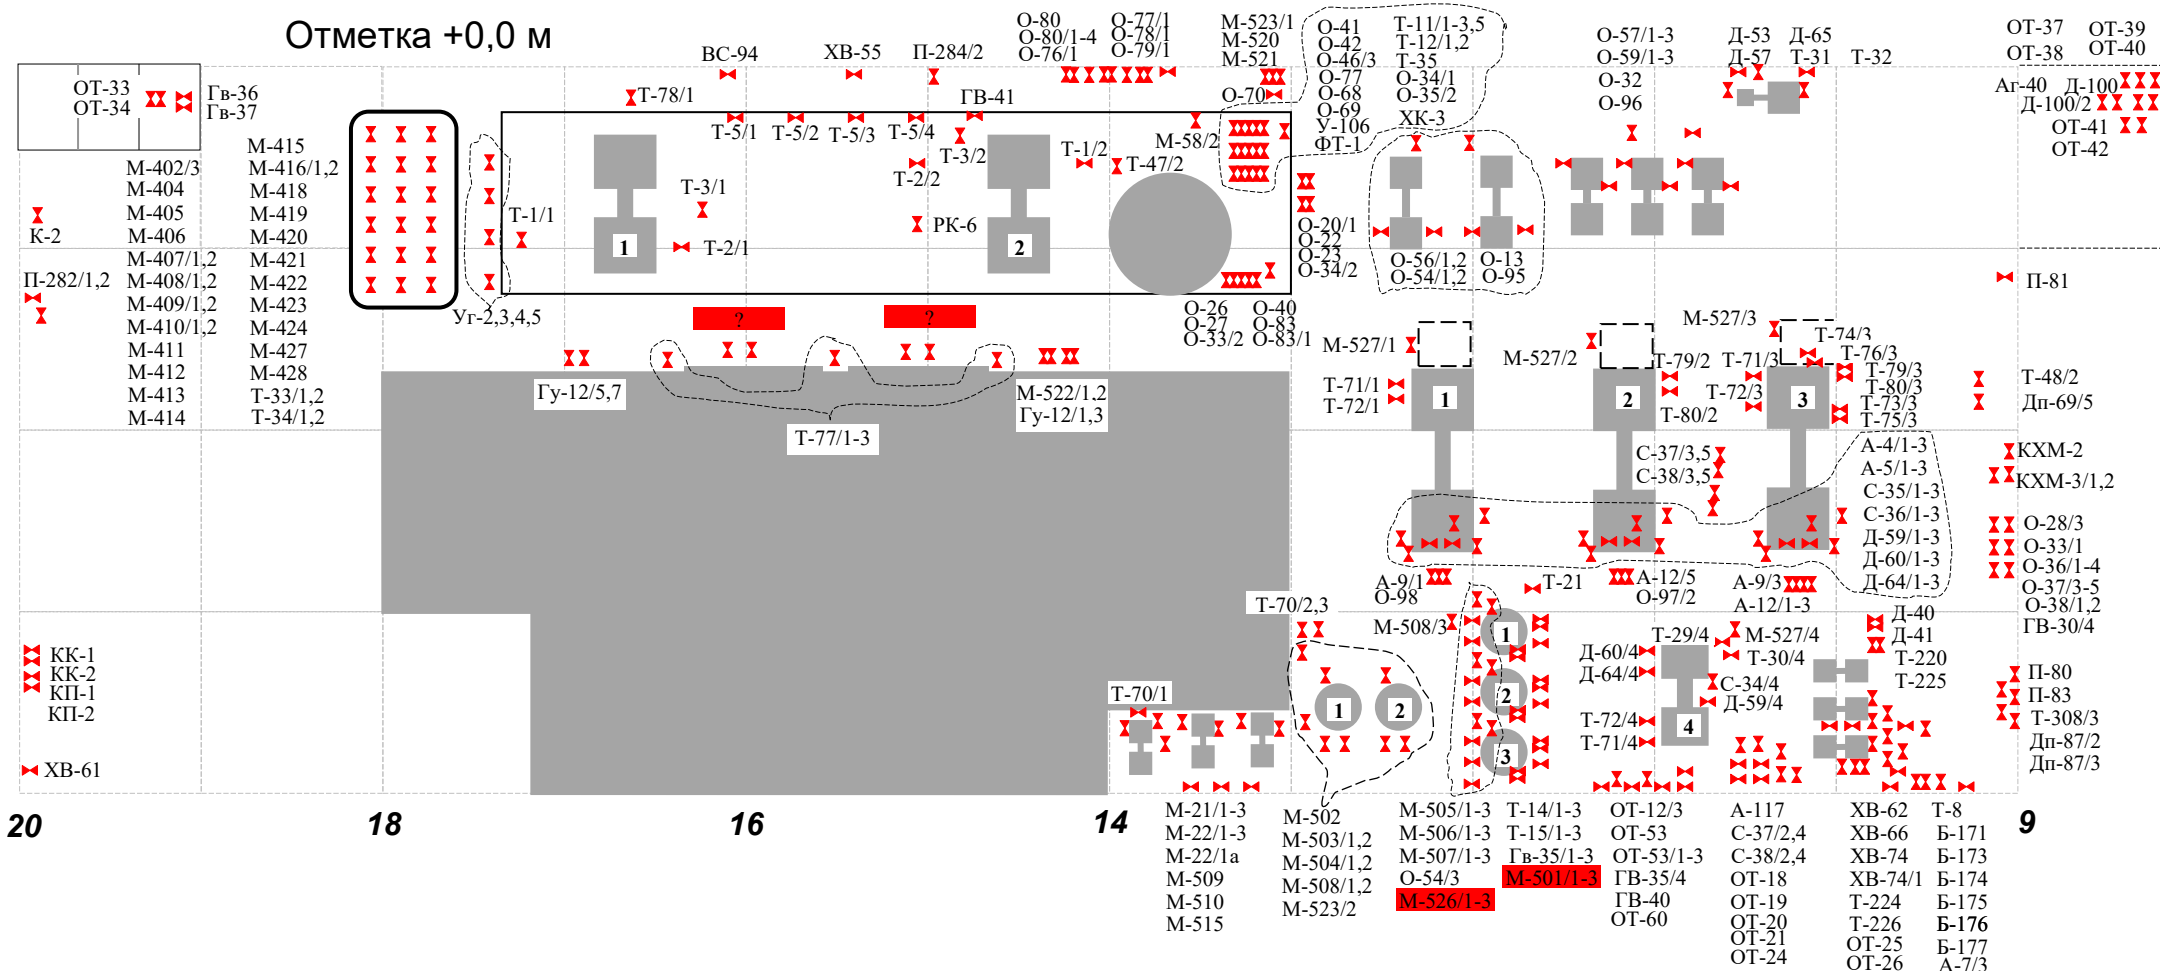 Отметка +0,0 м
ОТ-33
ОТ-34
Гв-36
Гв-37
ВС-94
ХВ-55
П-284/2
О-80
О-80/1-4
О-76/1
О-77/1
О-78/1
О-79/1
М-523/1
М-520
М-521
О-70
О-41
О-42
О-46/3
О-77
О-68
О-69
У-106
ФТ-1
Т-11/1-3,5
Т-12/1,2
Т-35
О-34/1
О-35/2
ХК-3
О-57/1-3
О-59/1-3
О-32
О-96
Д-53
Д-57
Д-65
Т-31
Т-32
ОТ-37
ОТ-38
ОТ-39
ОТ-40
Аг-40
Д-100
Д-100/2
ОТ-41
ОТ-42
Т-78/1
Т-5/1
Т-5/2
Т-5/3
Т-5/4
ГВ-41
Т-3/2
Т-2/2
Т-1/2
Т-47/2
М-58/2
Т-3/1
Т-1/1
Т-2/1
РК-6
1
2
К-2
П-282/1,2
М-402/3
М-404
М-405
М-406
М-407/1,2
М-408/1,2
М-409/1,2
М-410/1,2
М-411
М-412
М-413
М-414
М-415
М-416/1,2
М-418
М-419
М-420
М-421
М-422
М-423
М-424
М-427
М-428
Т-33/1,2
Т-34/1,2
Уг-2,3,4,5
?
?
О-20/1
О-22
О-23
О-34/2
О-26
О-27
О-33/2
О-40
О-83
О-83/1
О-56/1,2
О-54/1,2
О-13
О-95
П-81
Гу-12/5,7
Т-77/1-3
М-522/1,2
Гу-12/1,3
М-527/1
М-527/2
М-527/3
Т-71/1
Т-72/1
Т-79/2
Т-80/2
Т-71/3
Т-72/3
Т-74/3
Т-76/3
Т-79/3
Т-80/3
Т-73/3
Т-75/3
1
2
3
Т-48/2
Дп-69/5
С-37/3,5
С-38/3,5
А-4/1-3
А-5/1-3
С-35/1-3
С-36/1-3
Д-59/1-3
Д-60/1-3
Д-64/1-3
КХМ-2
КХМ-3/1,2
О-28/3
О-33/1
О-36/1-4
О-37/3-5
О-38/1,2
ГВ-30/4
А-9/1
О-98
Т-21
А-12/5
О-97/2
А-9/3
А-12/1-3
Т-70/2,3
М-508/3
Т-70/1
1
2
1
2
3
Д-60/4
Д-64/4
Т-72/4
Т-71/4
Т-29/4
М-527/4
Т-30/4
С-34/4
Д-59/4
4
Д-40
Д-41
Т-220
Т-225
П-80
П-83
Т-308/3
Дп-87/2
Дп-87/3
КК-1
КК-2
КП-1
КП-2
ХВ-61
20
18
16
14
9
М-21/1-3
М-22/1-3
М-22/1а
М-509
М-510
М-515
М-502
М-503/1,2
М-504/1,2
М-508/1,2
М-523/2
М-505/1-3
М-506/1-3
М-507/1-3
О-54/3
М-526/1-3
Т-14/1-3
Т-15/1-3
Гв-35/1-3
М-501/1-3
ОТ-12/3
ОТ-53
ОТ-53/1-3
ГВ-35/4
ГВ-40
ОТ-60
А-117
С-37/2,4
С-38/2,4
ОТ-18
ОТ-19
ОТ-20
ОТ-21
ОТ-24
ХВ-62
ХВ-66
ХВ-74
ХВ-74/1
Т-224
Т-226
ОТ-25
ОТ-26
Т-8
Б-171
Б-173
Б-174
Б-175
Б-176
Б-177
А-7/3